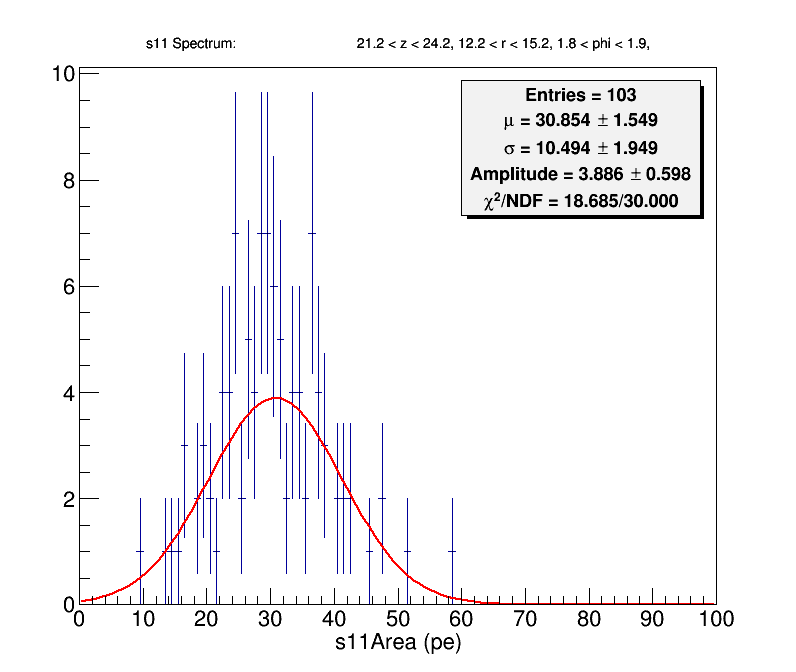 s11 Spectrum: 21.2 < z < 24.2, 12.2 < r < 15.2, 1.8 < phi < 1.9,
Entries = 103
μ = 30.854 ± 1.549
σ = 10.494 ± 1.949
Amplitude = 3.886 ± 0.598
χ²/NDF = 18.685/30.000
10
8
6
4
2
0
0 10 20 30 40 50 60 70 80 90 100
s11Area (pe)